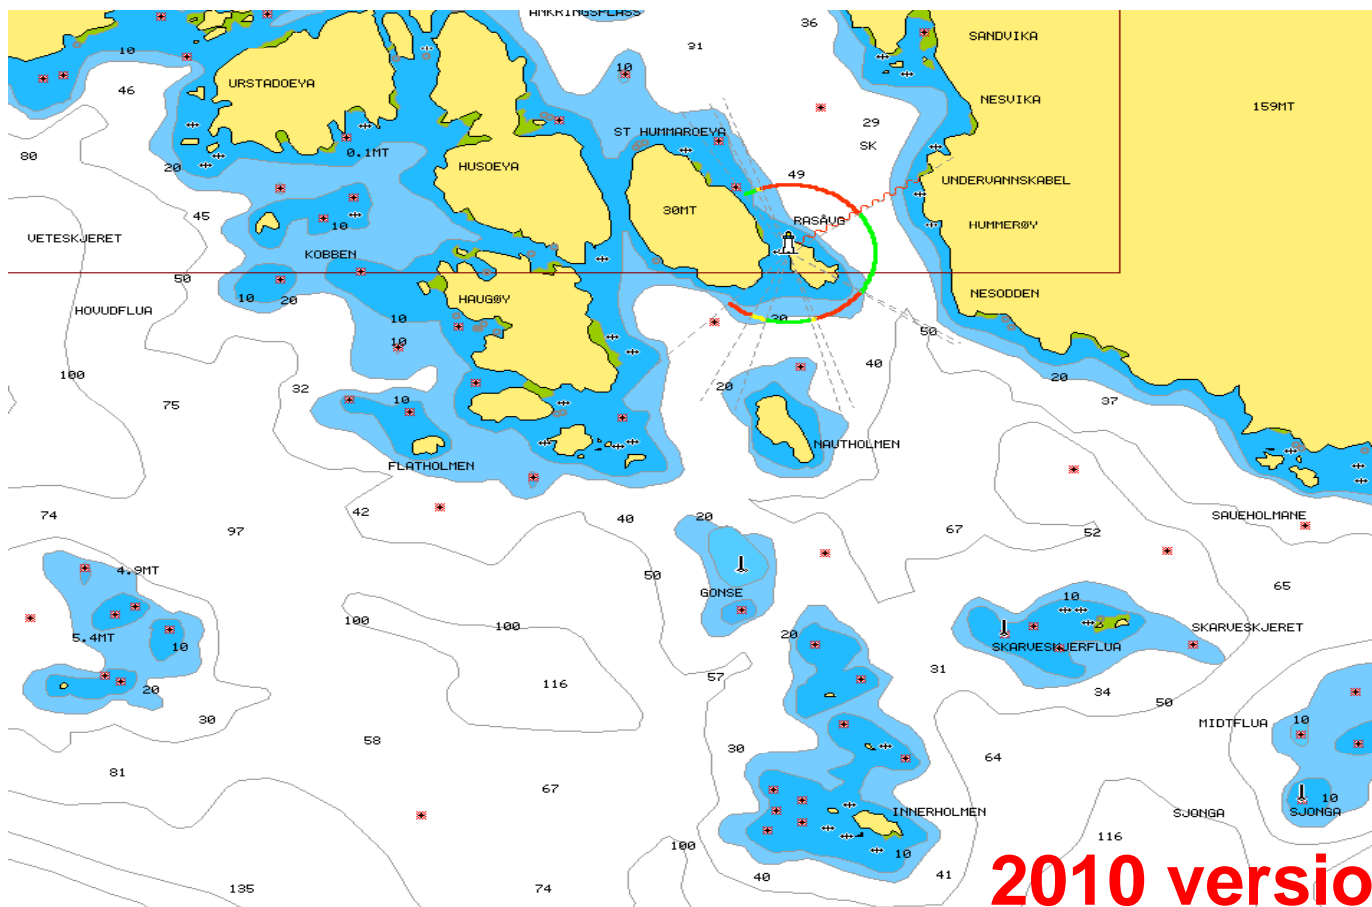 ANKRINGSPLASS
36
SANDVIKA
31
10
10
URSTADOEYA
46
NESVIKA
159MT
29
ST HUMMAROEYA
SK
80
0.1MT
20
HUSOEYA
49
UNDERVANNSKABEL
45
30MT
RASÅVG
10
HUMMERØY
VETESKJERET
KOBBEN
50
10
20
HAUGØY
NESODDEN
HOVUDFLUA
10
30
50
10
40
100
32
20
20
75
10
37
NAUTHOLMEN
FLATHOLMEN
74
42
40
20
SAUEHOLMANE
97
67
52
4.9MT
50
65
GONSE
10
100
100
SKARVESKJERET
5.4MT
10
20
SKARVESKJERFLUA
31
57
116
20
34
50
30
MIDTFLUA
10
58
30
64
81
67
10
INNERHOLMEN
SJONGA
SJONGA
116
100
10
135
74
40
41
2010 versio